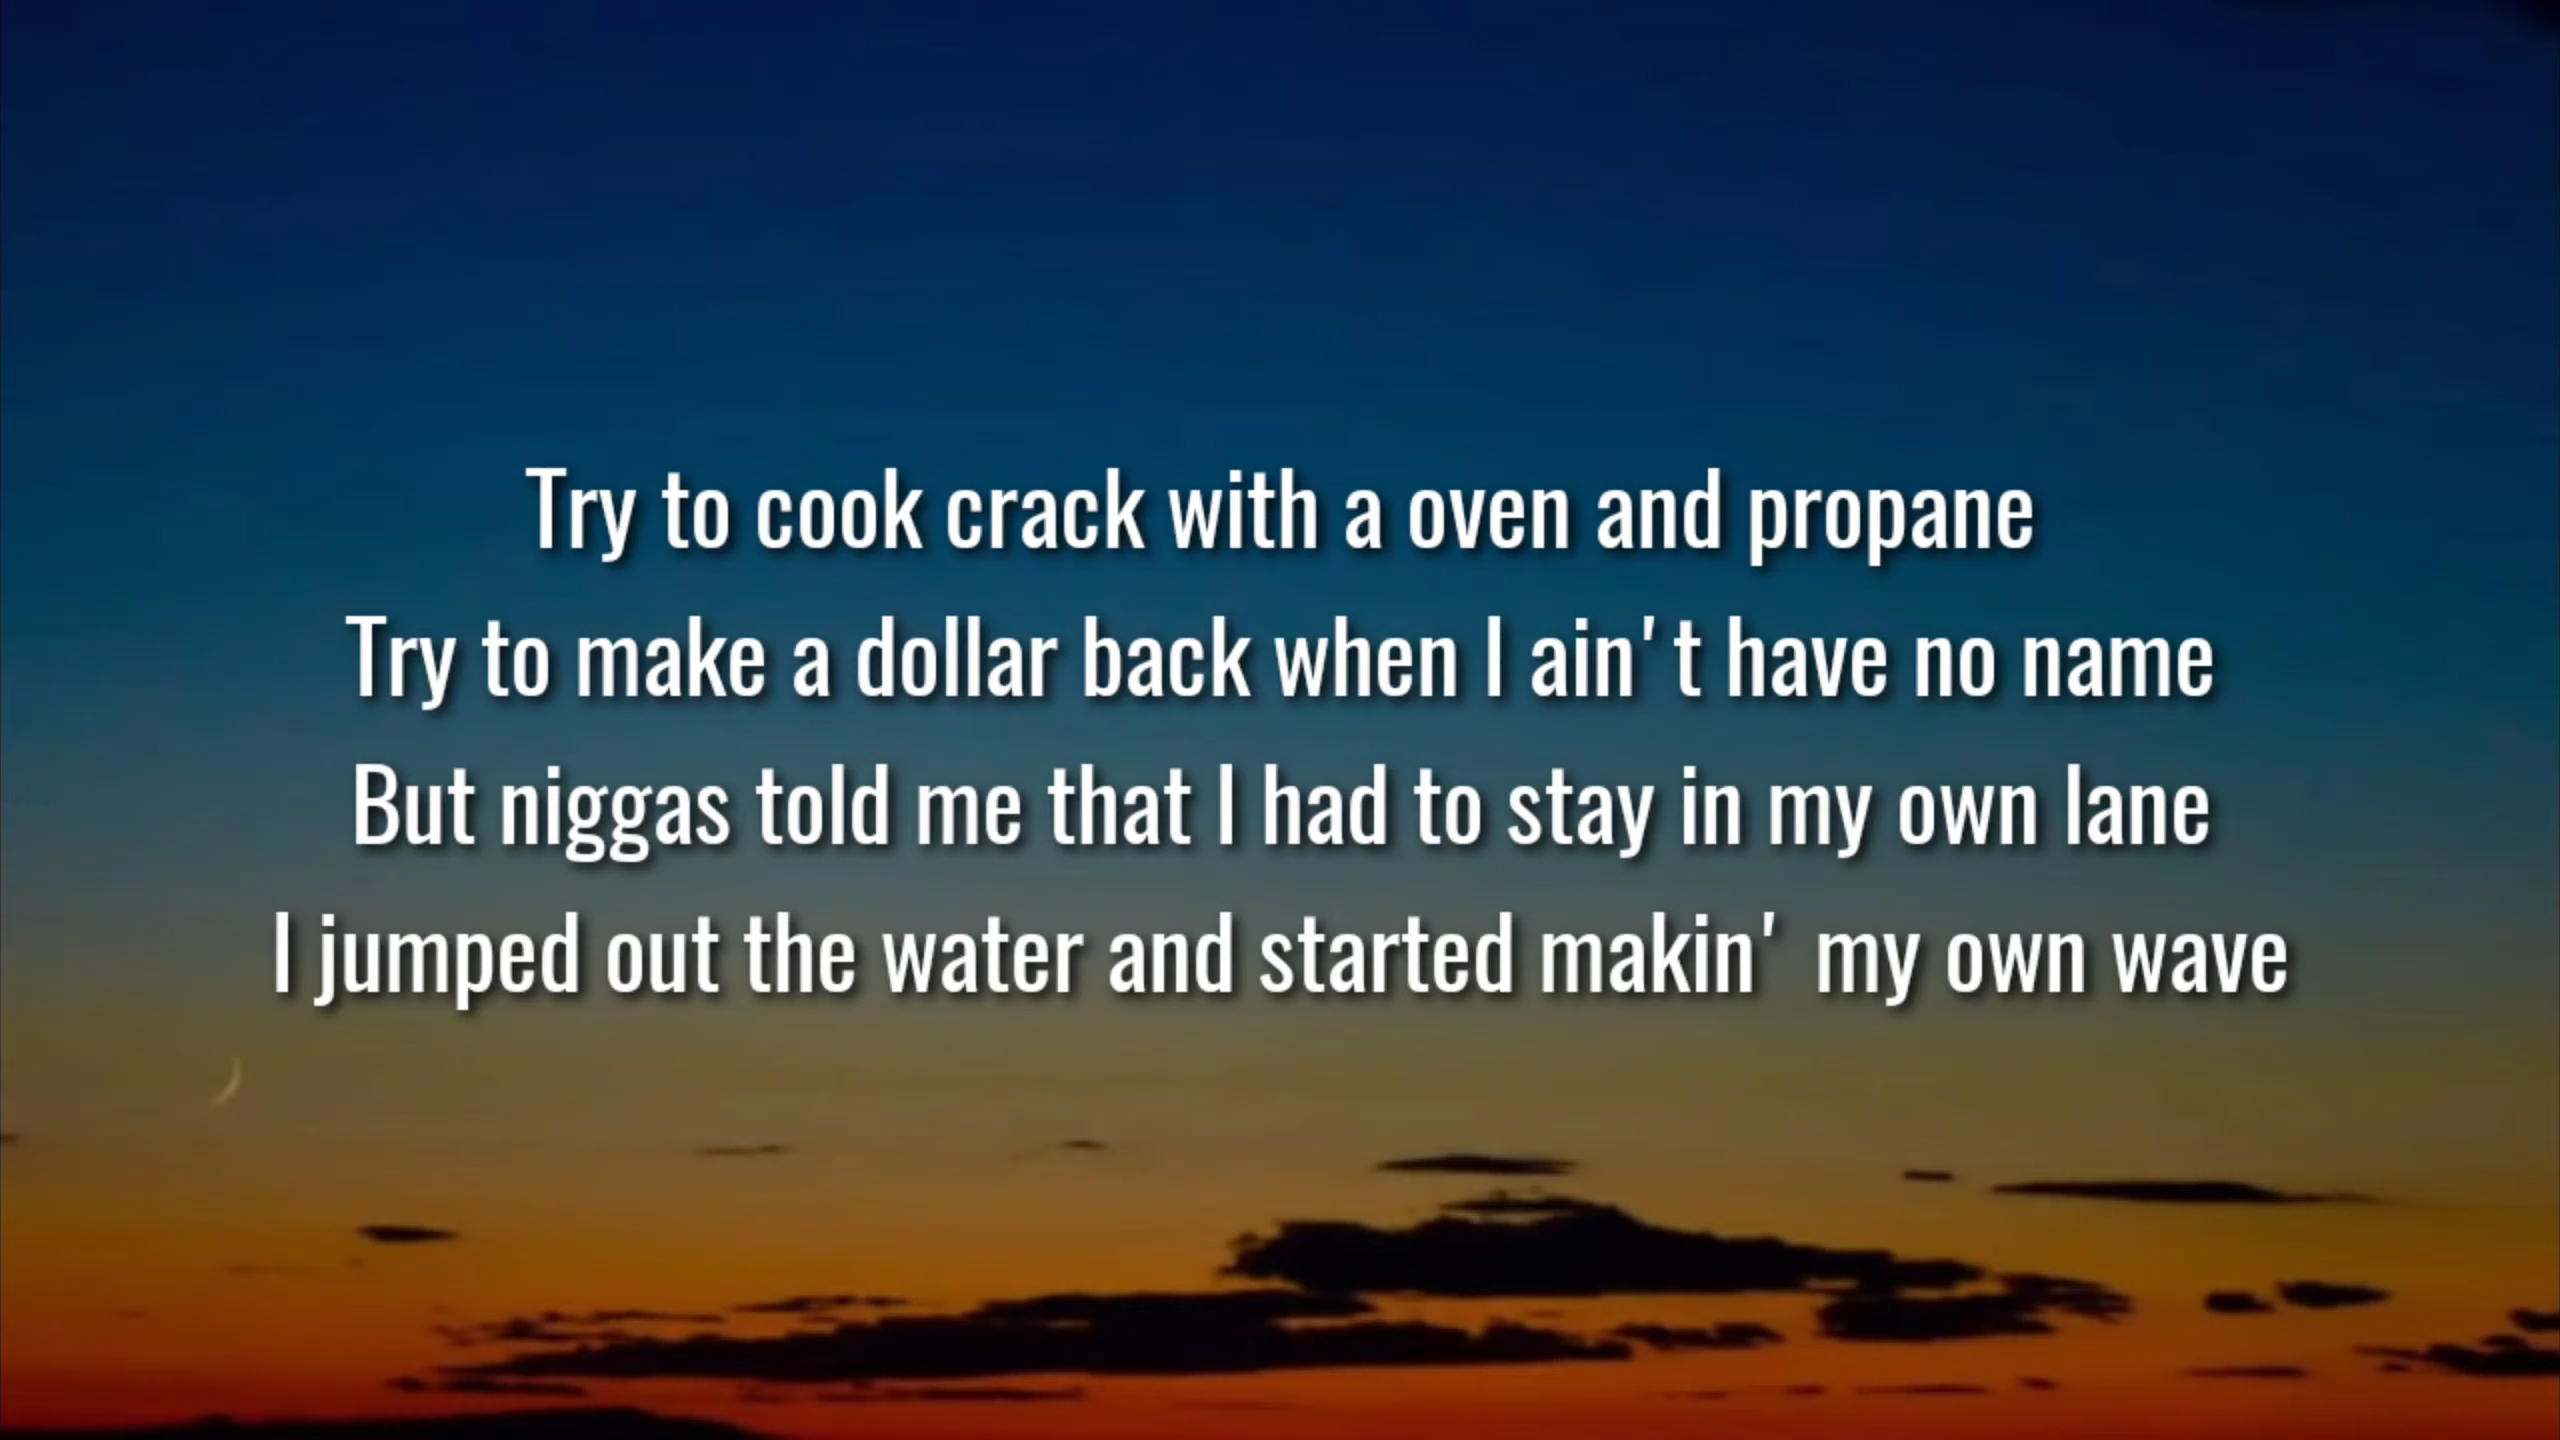 Try to cook crack with a oven and propane
Try to make a dollar back when I ain't have no name
But niggas told me that I had to stay in my own lane
I jumped out the water and started makin' my own wave